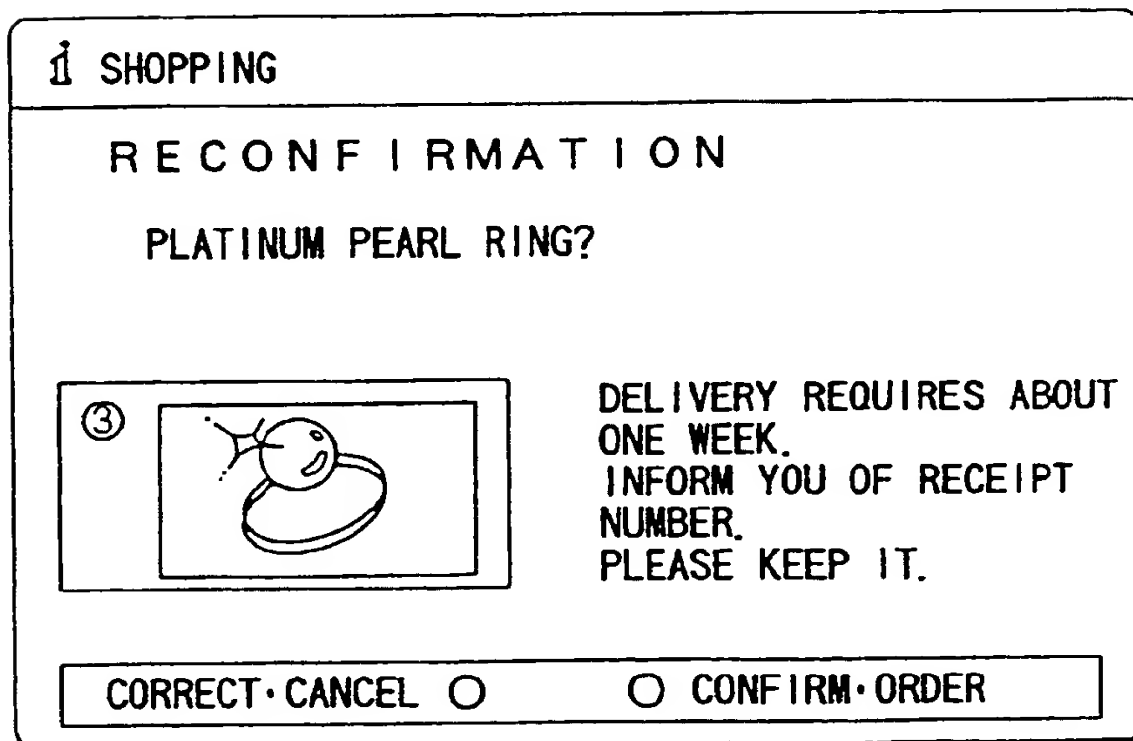 i SHOPPING
RECONFIRMATION
PLATINUM PEARL RING?
③
DELIVERY REQUIRES ABOUT
ONE WEEK.
INFORM YOU OF RECEIPT
NUMBER.
PLEASE KEEP IT.
CORRECT·CANCEL ○ ○ CONFIRM·ORDER